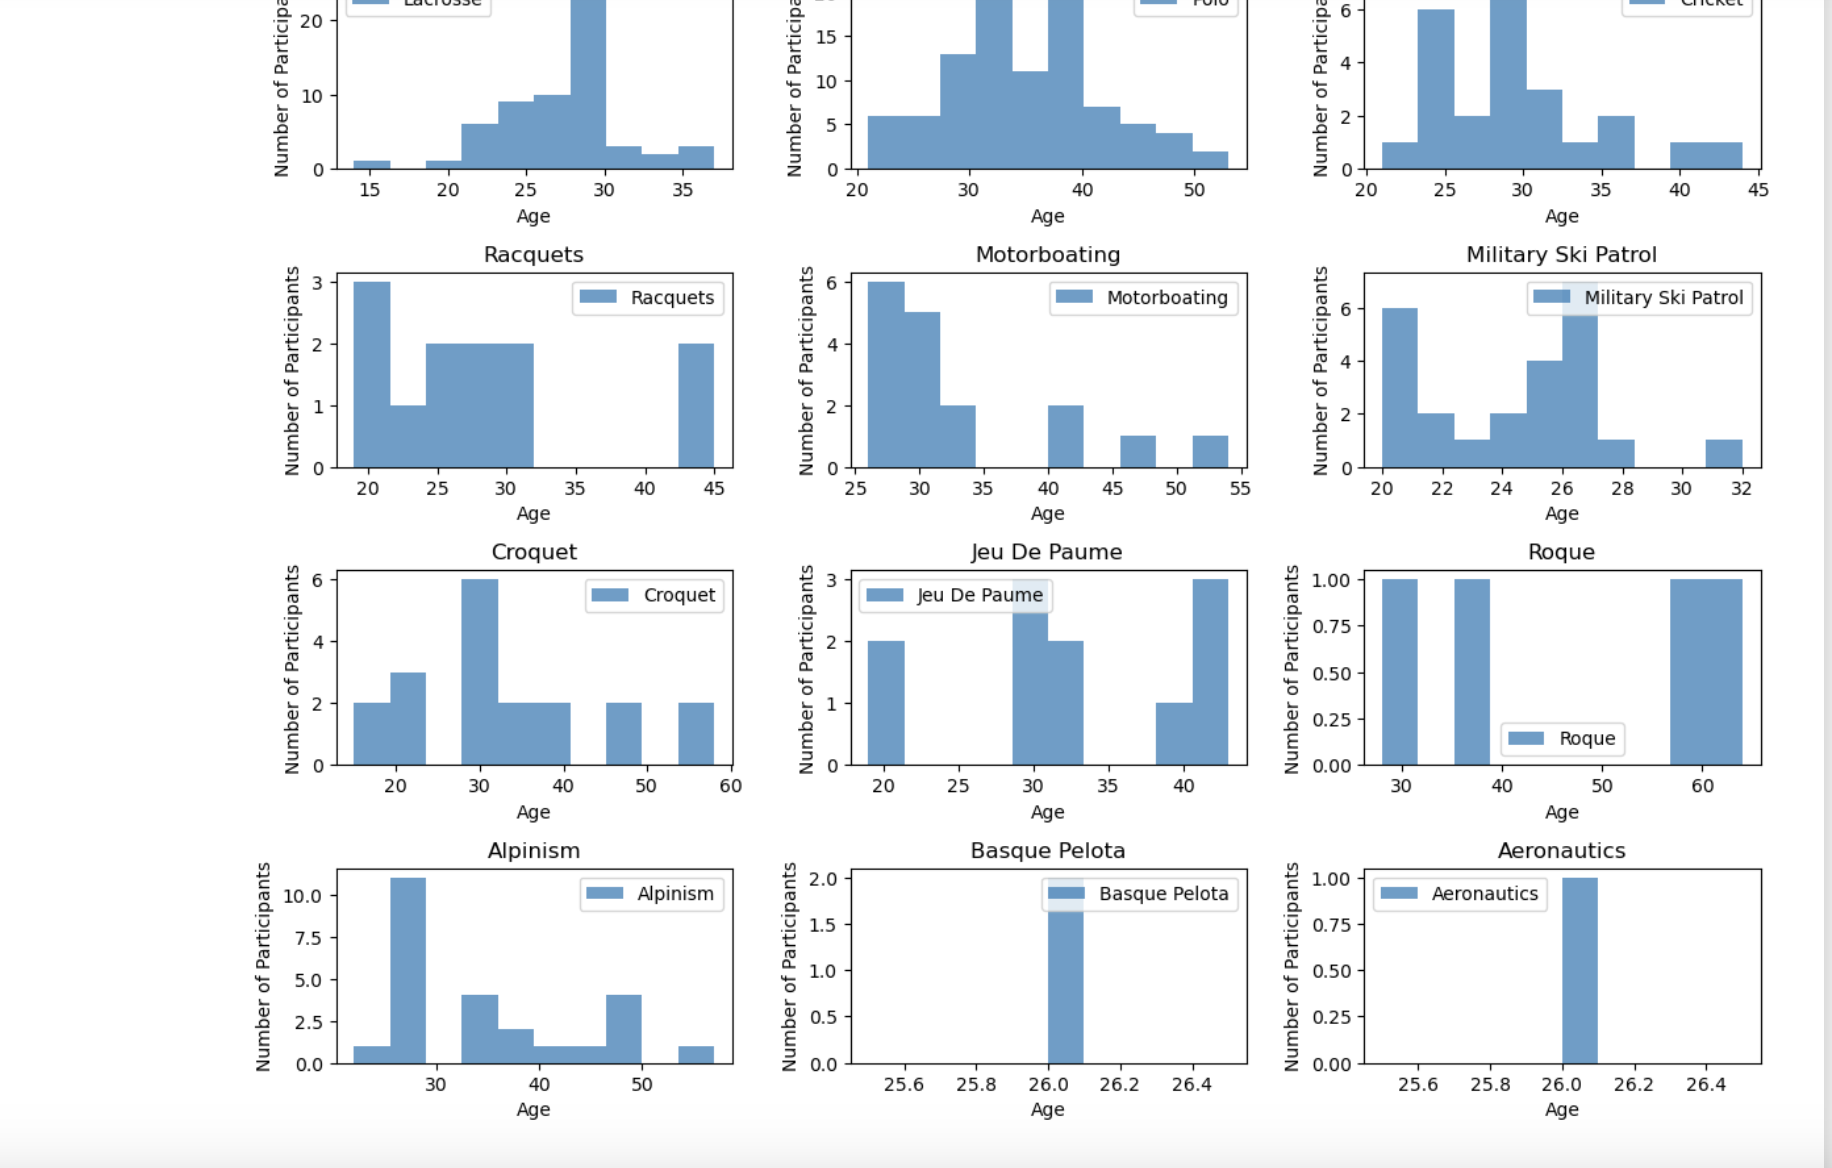 Lacrosse
Polo
Cricket
Number of Participa
20
10
0
15 20 25 30 35
Age
Number of Participa
15
10
5
0
20 30 40 50
Age
Number of Participa
6
4
2
0
20 25 30 35 40 45
Age
Racquets
Number of Participants
3
2
1
0
Racquets
20 25 30 35 40 45
Age
Motorboating
Number of Participants
6
4
2
0
Motorboating
25 30 35 40 45 50 55
Age
Military Ski Patrol
Number of Participants
6
4
2
0
Military Ski Patrol
20 22 24 26 28 30 32
Age
Croquet
Number of Participants
6
4
2
0
Croquet
20 30 40 50 60
Age
Jeu De Paume
Number of Participants
3
2
1
0
Jeu De Paume
20 25 30 35 40
Age
Roque
Number of Participants
1.00
0.75
0.50
0.25
0.00
Roque
30 40 50 60
Age
Alpinism
Number of Participants
10.0
7.5
5.0
2.5
0.0
Alpinism
30 40 50
Age
Basque Pelota
Number of Participants
2.0
1.5
1.0
0.5
0.0
Basque Pelota
25.6 25.8 26.0 26.2 26.4
Age
Aeronautics
Number of Participants
1.00
0.75
0.50
0.25
0.00
Aeronautics
25.6 25.8 26.0 26.2 26.4
Age